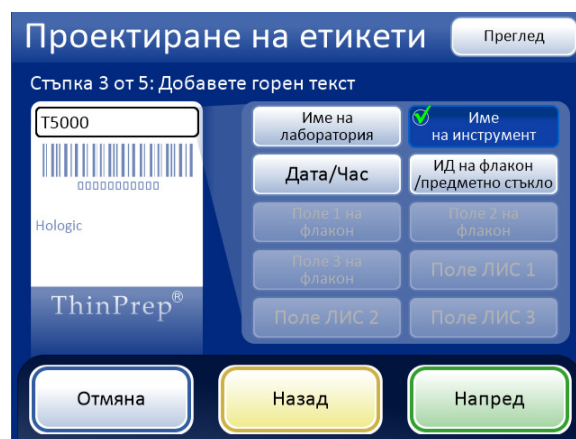 Проектиране на етикети
Преглед
Стъпка 3 от 5: Добавете горен текст
T5000
00000000000
Hologic
ThinPrep®
Име на
лаборатория
Име
на инструмент
Дата/Час
ИД на флакон
/предметно стъкло
Поле 1 на
флакон
Поле 2 на
флакон
Поле 3 на
флакон
Поле ЛИС 1
Поле ЛИС 2
Поле ЛИС 3
Отмяна
Назад
Напред